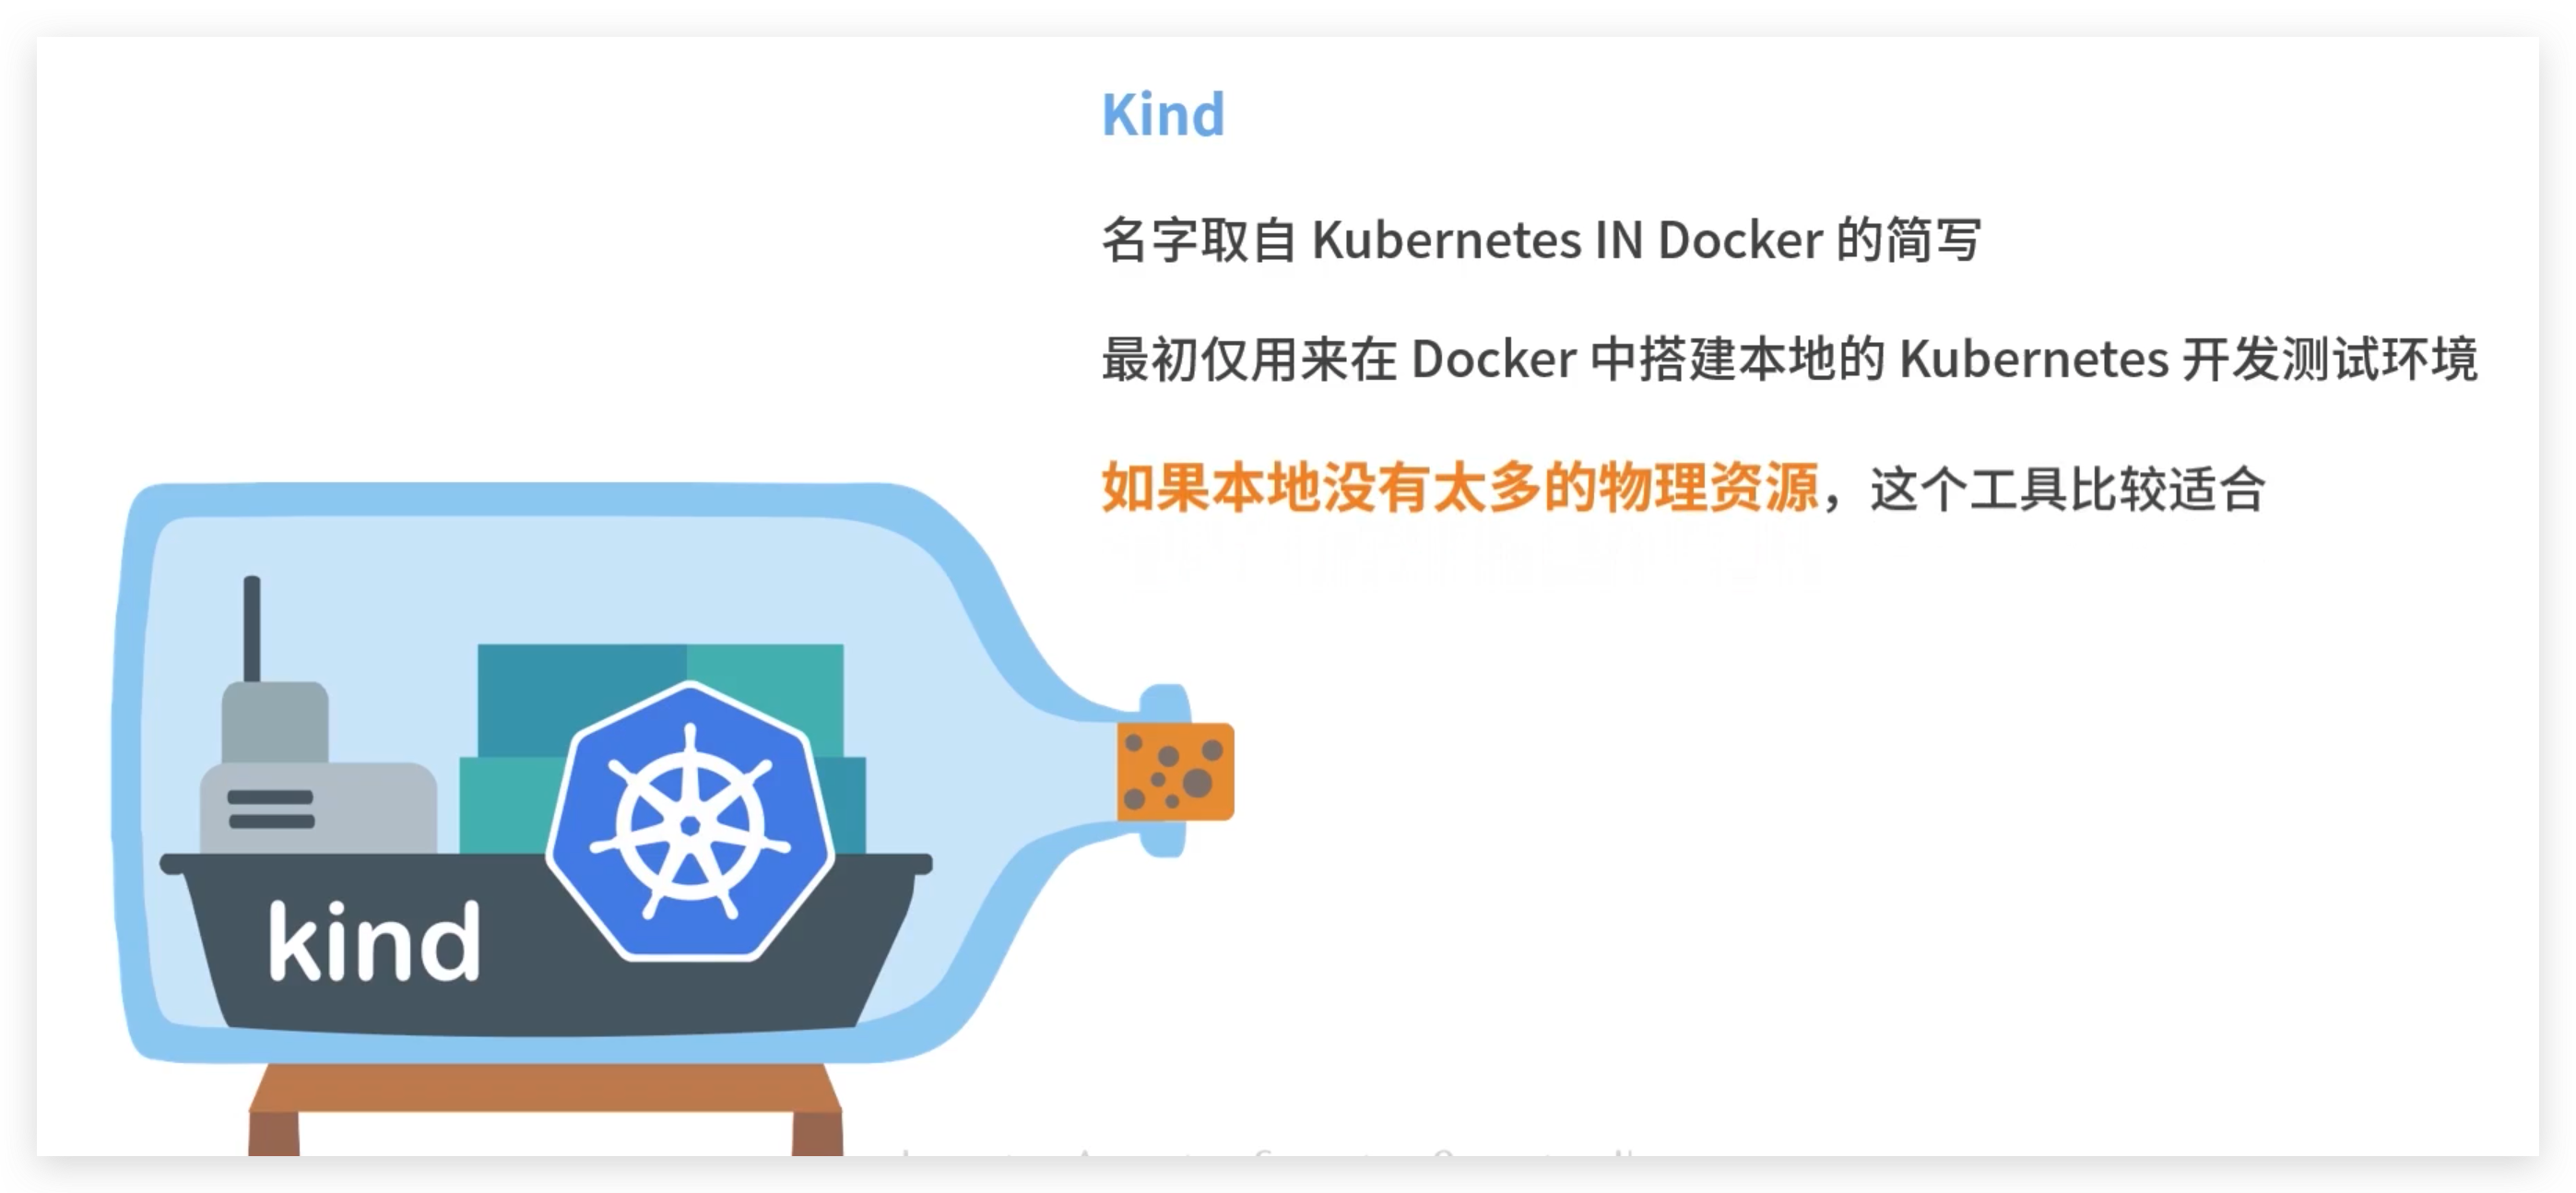 Kind
名字取自 Kubernetes IN Docker 的简写
最初仅用来在 Docker 中搭建本地的 Kubernetes 开发测试环境
如果本地没有太多的物理资源，这个工具比较适合
kind